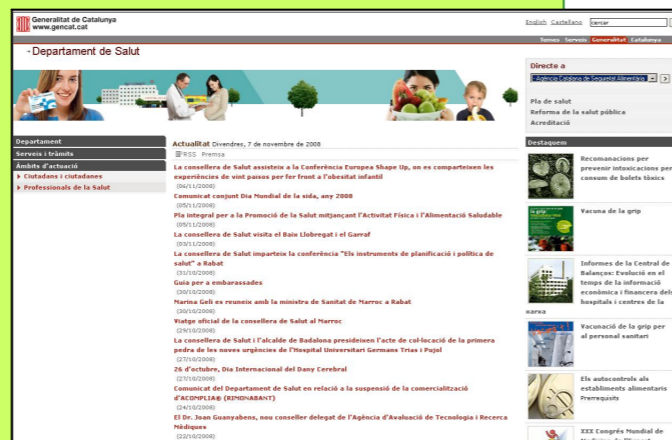 Generalitat de Catalunya
www.gencat.cat
English Castellano cercar
Temes Serveis Generalitat Catalunya
- Departament de Salut
Directe a
- Agència Catalana de Seguretat Alimentària
Pla de salut
Reforma de la salut pública
Acreditació
Departament
Serveis i tràmits
Àmbits d'actuació
Ciutadans i ciutadanes
Professionals de la Salut
Actualitat Divendres, 7 de novembre de 2008
RSS Premsa
La consellera de Salut assisteix a la Conferència Europea Shape Up, on es comparteixen les
experiències de vint països per fer front a l'obesitat infantil
(06/11/2008)
Comunicat conjunt Dia Mundial de la sida, any 2008
(05/11/2008)
Pla integral per a la Promoció de la Salut mitjançant l'Activitat Física i l'Alimentació Saludable
(05/11/2008)
La consellera de Salut visita el Baix Llobregat i el Garraf
(03/11/2008)
La consellera de Salut imparteix la conferència "Els instruments de planificació i política de
salut" a Rabat
(31/10/2008)
Guia per a embarassades
(30/10/2008)
Marina Geli es reuneix amb la ministra de Sanitat de Marroc a Rabat
(30/10/2008)
Viatge oficial de la consellera de Salut al Marroc
(29/10/2008)
La consellera de Salut i l'alcalde de Badalona presideixen l'acte de col·locació de la primera
pedra de les noves urgències de l'Hospital Universitari Germans Trias i Pujol
(27/10/2008)
26 d'octubre, Dia Internacional del Dany Cerebral
(27/10/2008)
Comunicat del Departament de Salut en relació a la suspensió de la comercialització
d'ACOMPLIA® (RIMONABANT)
(24/10/2008)
El Dr. Joan Guanyabens, nou conseller delegat de l'Agència d'Avaluació de Tecnologia i Recerca
Mèdiques
(22/10/2008)
Destaquem
Recomanacions per
prevenir intoxicacions per
consum de bolets tòxics
Vacuna de la grip
Informes de la Central de
Balanços: Evolució en el
temps de la informació
econòmica i financera dels
hospitals i centres de la
xarxa
Vacunació de la grip per
al personal sanitari
Els autocontrols als
establiments alimentaris
Prerrequisits
XXX Congrés Mundial de